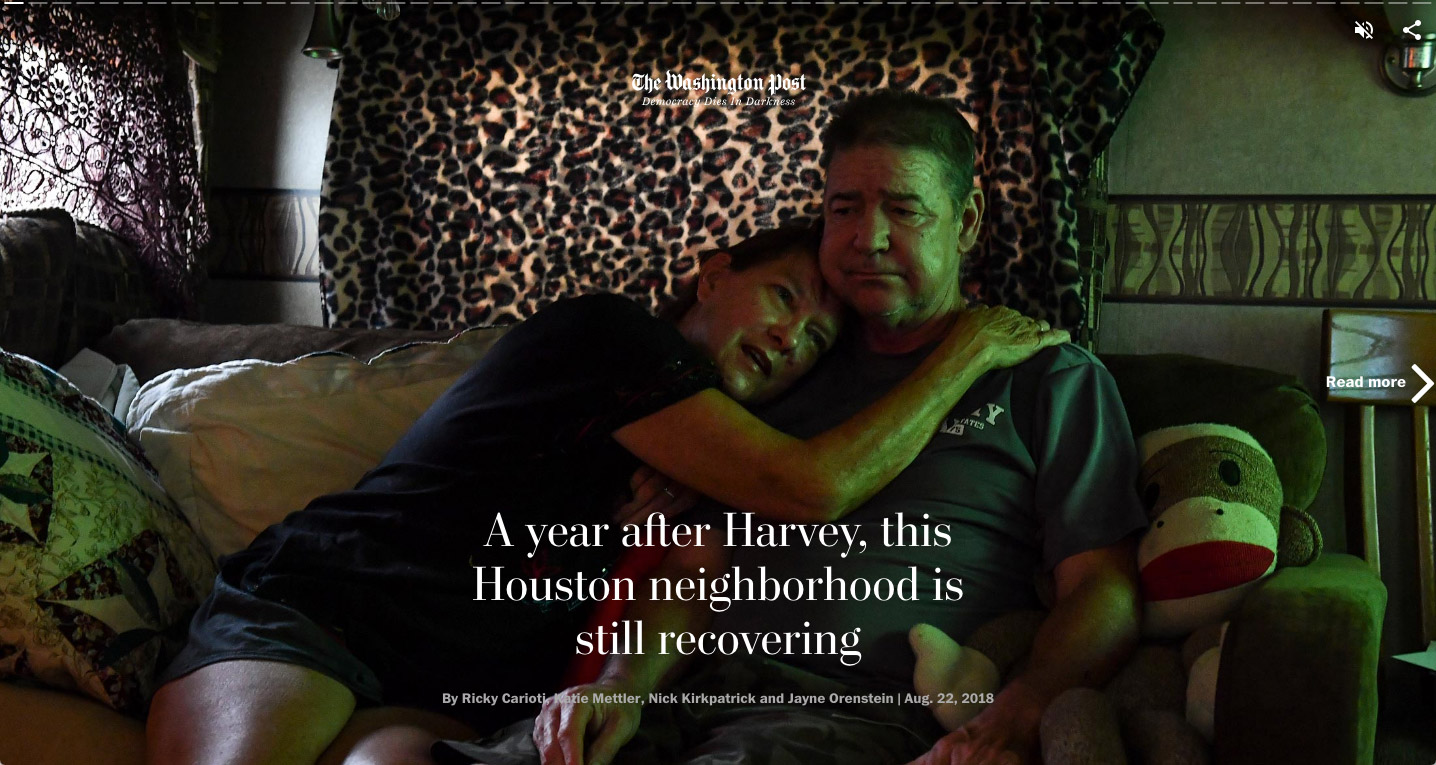 The Washington Post
Democracy Dies In Darkness
Read more
A year after Harvey, this
Houston neighborhood is
still recovering
By Ricky Carioti, Katie Mettler, Nick Kirkpatrick and Jayne Orenstein | Aug. 22, 2018